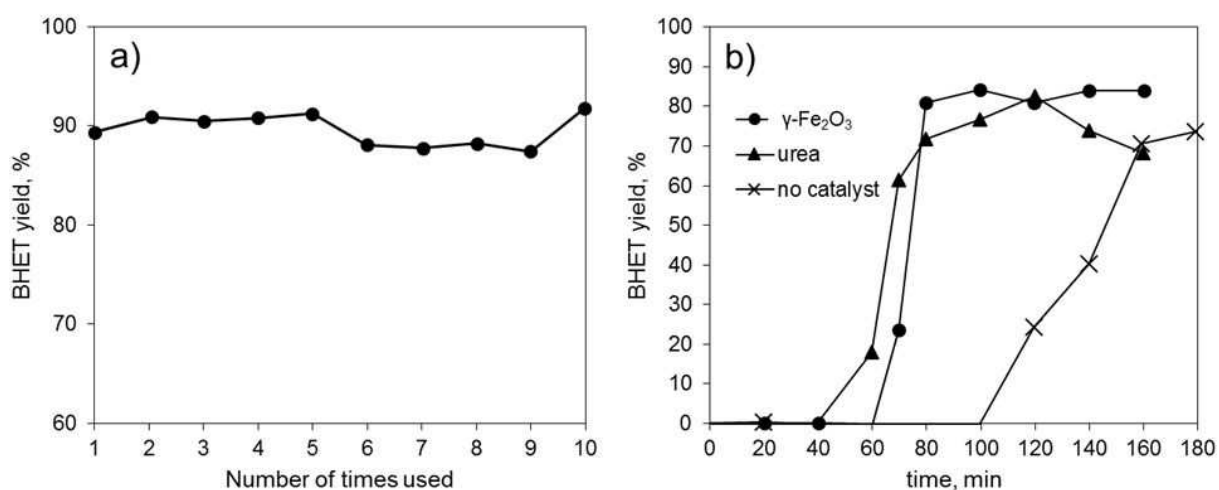 a)
BHET yield, %
100
90
80
70
60
1 2 3 4 5 6 7 8 9 10
Number of times used
b)
BHET yield, %
100
90
80
70
60
50
40
30
20
10
0
γ-Fe₂O₃
urea
no catalyst
0 20 40 60 80 100 120 140 160 180
time, min